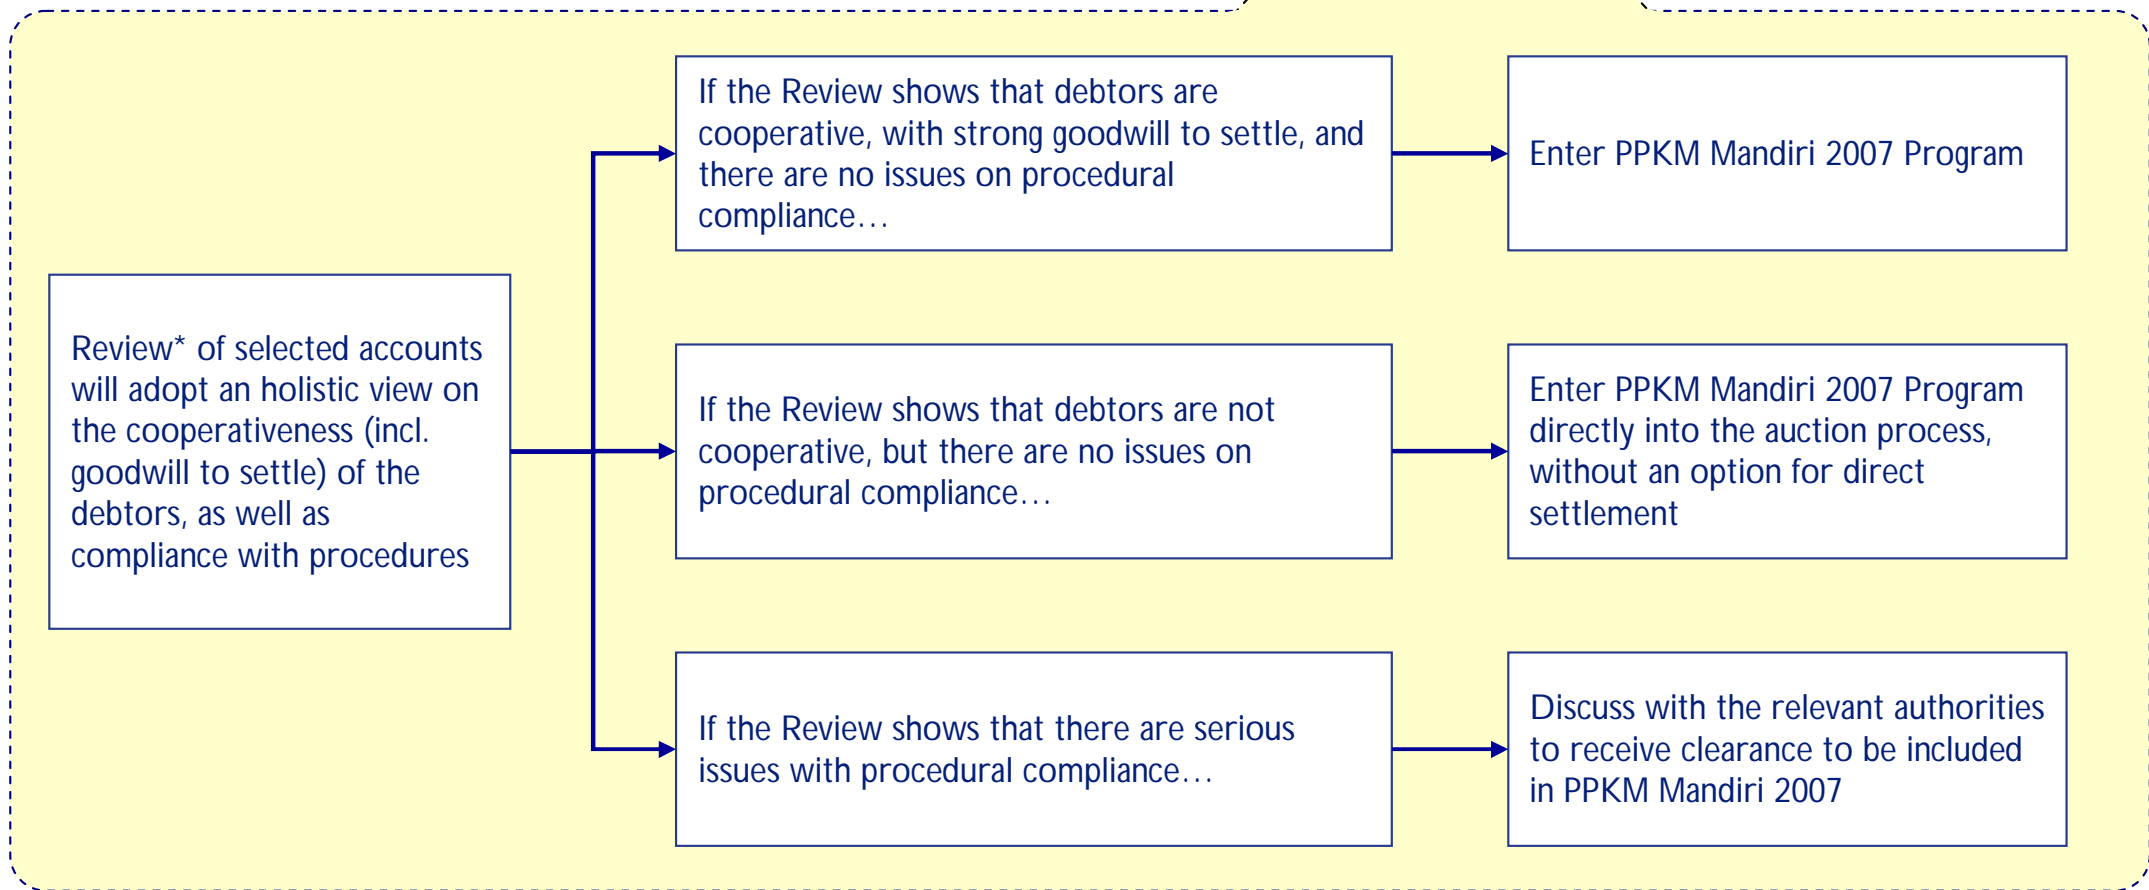 Review* of selected accounts
will adopt an holistic view on
the cooperativeness (incl.
goodwill to settle) of the
debtors, as well as
compliance with procedures
If the Review shows that debtors are
cooperative, with strong goodwill to settle, and
there are no issues on procedural
compliance…
Enter PPKM Mandiri 2007 Program
If the Review shows that debtors are not
cooperative, but there are no issues on
procedural compliance…
Enter PPKM Mandiri 2007 Program
directly into the auction process,
without an option for direct
settlement
If the Review shows that there are serious
issues with procedural compliance…
Discuss with the relevant authorities
to receive clearance to be included
in PPKM Mandiri 2007